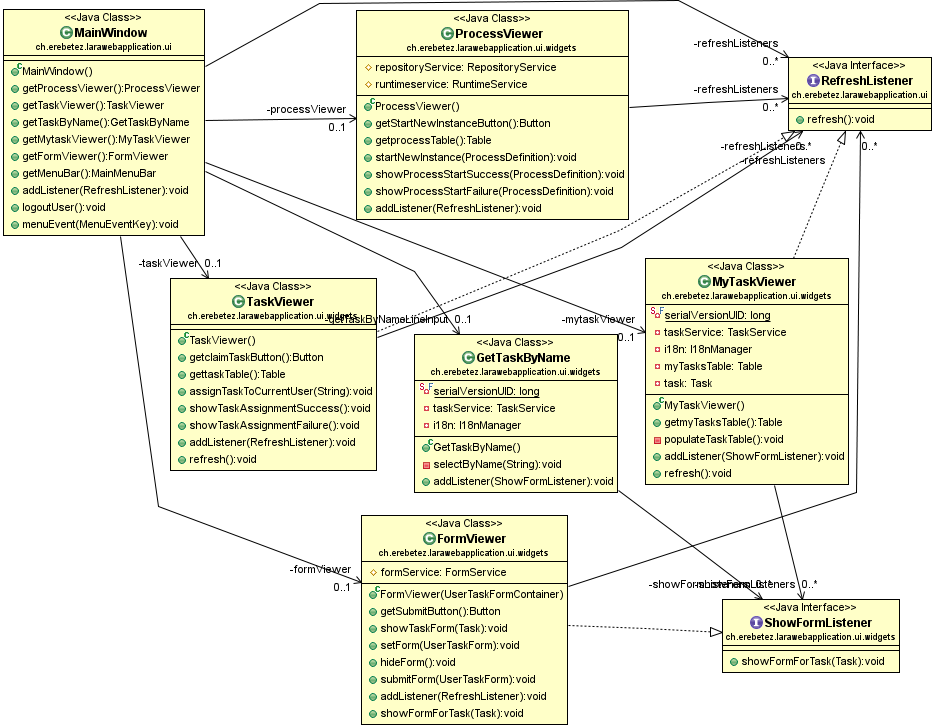 <<Java Class>>
MainWindow
ch.erebetez.larawebapplication.ui
MainWindow()
getProcessViewer():ProcessViewer
getTaskViewer():TaskViewer
getTaskByName():GetTaskByName
getMytaskViewer():MyTaskViewer
getFormViewer():FormViewer
getMenuBar():MainMenuBar
addListener(RefreshListener):void
logoutUser():void
menuEvent(MenuEventKey):void
<<Java Class>>
ProcessViewer
ch.erebetez.larawebapplication.ui.widgets
repositoryService: RepositoryService
runtimeservice: RuntimeService
ProcessViewer()
getStartNewInstanceButton():Button
getprocessTable():Table
startNewInstance(ProcessDefinition):void
showProcessStartSuccess(ProcessDefinition):void
showProcessStartFailure(ProcessDefinition):void
addListener(RefreshListener):void
<<Java Interface>>
RefreshListener
ch.erebetez.larawebapplication.ui
refresh():void
-refreshListeners
0..*
-processViewer
0..1
-refreshListeners
0..*
-refreshListeners
0..*
-refreshListeners
0..*
-taskViewer 0..1
<<Java Class>>
TaskViewer
ch.erebetez.larawebapplication.ui.widgets
TaskViewer()
getclaimTaskButton():Button
gettaskTable():Table
assignTaskToCurrentUser(String):void
showTaskAssignmentSuccess():void
showTaskAssignmentFailure():void
addListener(RefreshListener):void
refresh():void
-getTaskByNameLineInput 0..1
<<Java Class>>
GetTaskByName
ch.erebetez.larawebapplication.ui.widgets
serialVersionUID: long
taskService: TaskService
i18n: I18nManager
GetTaskByName()
selectByName(String):void
addListener(ShowFormListener):void
-mytaskViewer
0..1
<<Java Class>>
MyTaskViewer
ch.erebetez.larawebapplication.ui.widgets
serialVersionUID: long
taskService: TaskService
i18n: I18nManager
myTasksTable: Table
task: Task
MyTaskViewer()
getmyTasksTable():Table
populateTaskTable():void
addListener(ShowFormListener):void
refresh():void
-formViewer
0..1
<<Java Class>>
FormViewer
ch.erebetez.larawebapplication.ui.widgets
formService: FormService
FormViewer(UserTaskFormContainer)
getSubmitButton():Button
showTaskForm(Task):void
setForm(UserTaskForm):void
hideForm():void
submitForm(UserTaskForm):void
addListener(RefreshListener):void
showFormForTask(Task):void
0..*
<<Java Interface>>
ShowFormListener
ch.erebetez.larawebapplication.ui.widgets
showFormForTask(Task):void